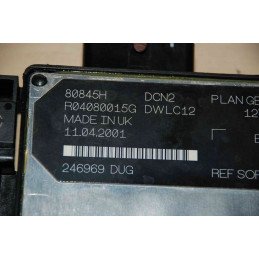 80845H DCN2 PLAN GE
R04080015G DWLC12 12
MADE IN UK
11.04.2001
246969 DUG REF SOF